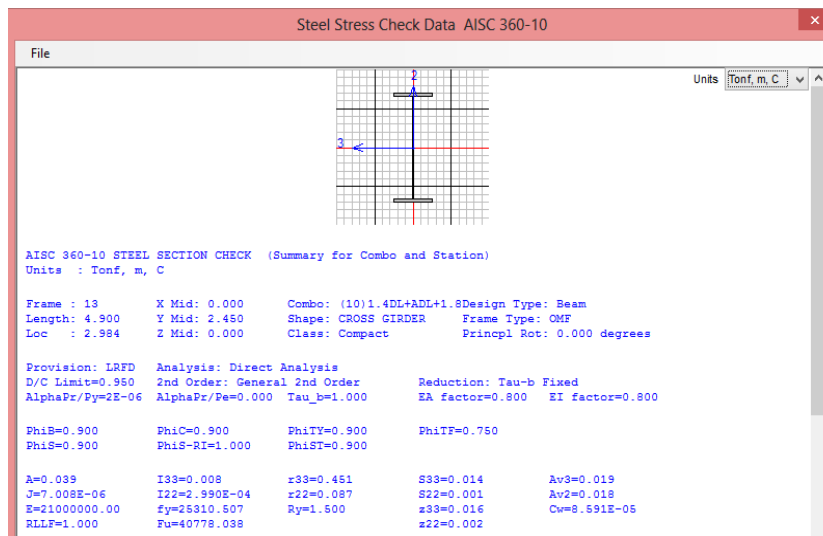 Steel Stress Check Data AISC 360-10
File
Units Tonf, m, C
2
3
AISC 360-10 STEEL SECTION CHECK (Summary for Combo and Station)
Units : Tonf, m, C
Frame : 13 X Mid: 0.000 Combo: (10)1.4DL+ADL+1.8Design Type: Beam
Length: 4.900 Y Mid: 2.450 Shape: CROSS GIRDER Frame Type: OMF
Loc : 2.984 Z Mid: 0.000 Class: Compact Princpl Rot: 0.000 degrees
Provision: LRFD Analysis: Direct Analysis
D/C Limit=0.950 2nd Order: General 2nd Order Reduction: Tau-b Fixed
AlphaPr/Py=2E-06 AlphaPr/Pe=0.000 Tau_b=1.000 EA factor=0.800 EI factor=0.800
PhiB=0.900 PhiC=0.900 PhiTY=0.900 PhiTF=0.750
PhiS=0.900 PhiS-RI=1.000 PhiST=0.900
A=0.039 I33=0.008 r33=0.451 S33=0.014 Av3=0.019
J=7.008E-06 I22=2.990E-04 r22=0.087 S22=0.001 Av2=0.018
E=21000000.00 fy=25310.507 Ry=1.500 z33=0.016 Cw=8.591E-05
RLLF=1.000 Fu=40778.038 z22=0.002